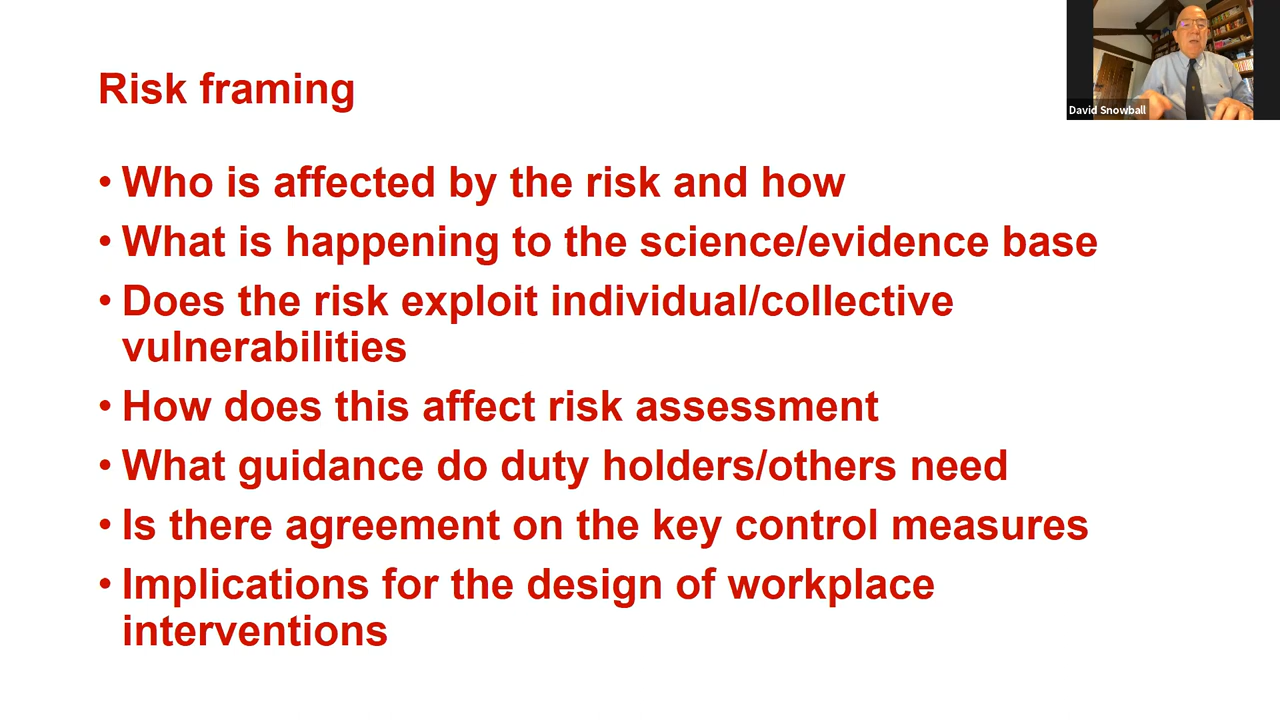 Risk framing
David Snowball
• Who is affected by the risk and how
• What is happening to the science/evidence base
• Does the risk exploit individual/collective
vulnerabilities
• How does this affect risk assessment
• What guidance do duty holders/others need
• Is there agreement on the key control measures
• Implications for the design of workplace
interventions